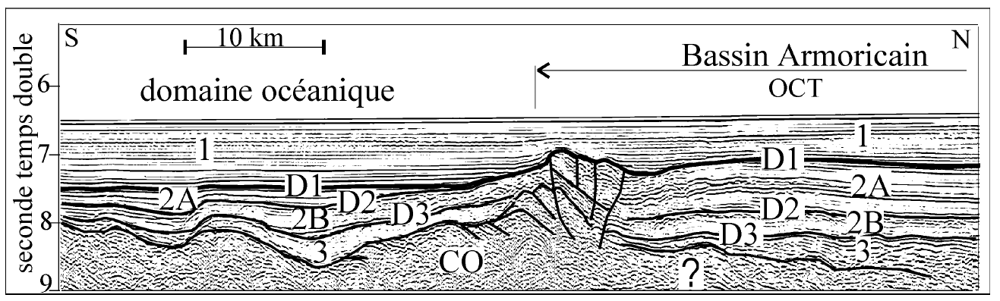 S
10 km
N
Bassin Armoricain
OCT
domaine océanique
seconde temps double
6
7
8
9
1
1
D1
D1
2A
2A
D2
D2
2B
2B
D3
D3
3
3
CO
?